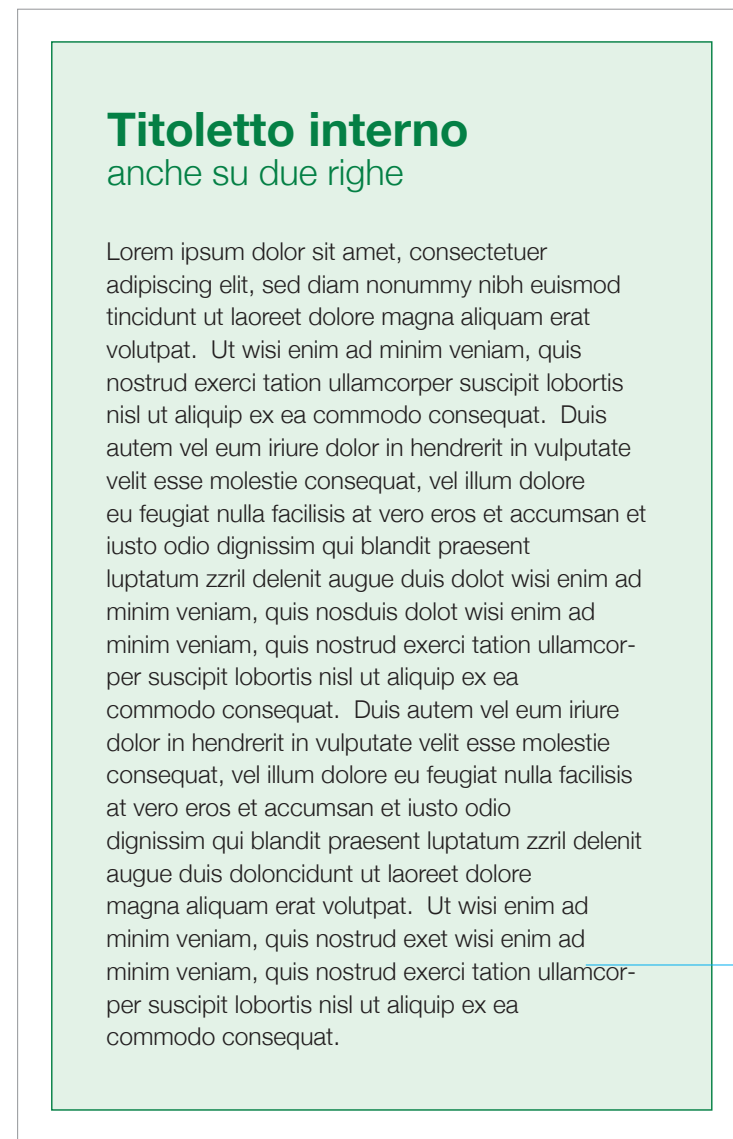 Titoletto interno
anche su due righe
Lorem ipsum dolor sit amet, consectetuer
adipiscing elit, sed diam nonummy nibh euismod
tincidunt ut laoreet dolore magna aliquam erat
volutpat.  Ut wisi enim ad minim veniam, quis
nostrud exerci tation ullamcorper suscipit lobortis
nisl ut aliquip ex ea commodo consequat.  Duis
autem vel eum iriure dolor in hendrerit in vulputate
velit esse molestie consequat, vel illum dolore
eu feugiat nulla facilisis at vero eros et accumsan et
iusto odio dignissim qui blandit praesent
luptatum zzril delenit augue duis dolot wisi enim ad
minim veniam, quis nosduis dolot wisi enim ad
minim veniam, quis nostrud exerci tation ullamcor-
per suscipit lobortis nisl ut aliquip ex ea
commodo consequat.  Duis autem vel eum iriure
dolor in hendrerit in vulputate velit esse molestie
consequat, vel illum dolore eu feugiat nulla facilisis
at vero eros et accumsan et iusto odio
dignissim qui blandit praesent luptatum zzril delenit
augue duis doloncidunt ut laoreet dolore
magna aliquam erat volutpat.  Ut wisi enim ad
minim veniam, quis nostrud exet wisi enim ad
minim veniam, quis nostrud exerci tation ullamcor-
per suscipit lobortis nisl ut aliquip ex ea
commodo consequat.